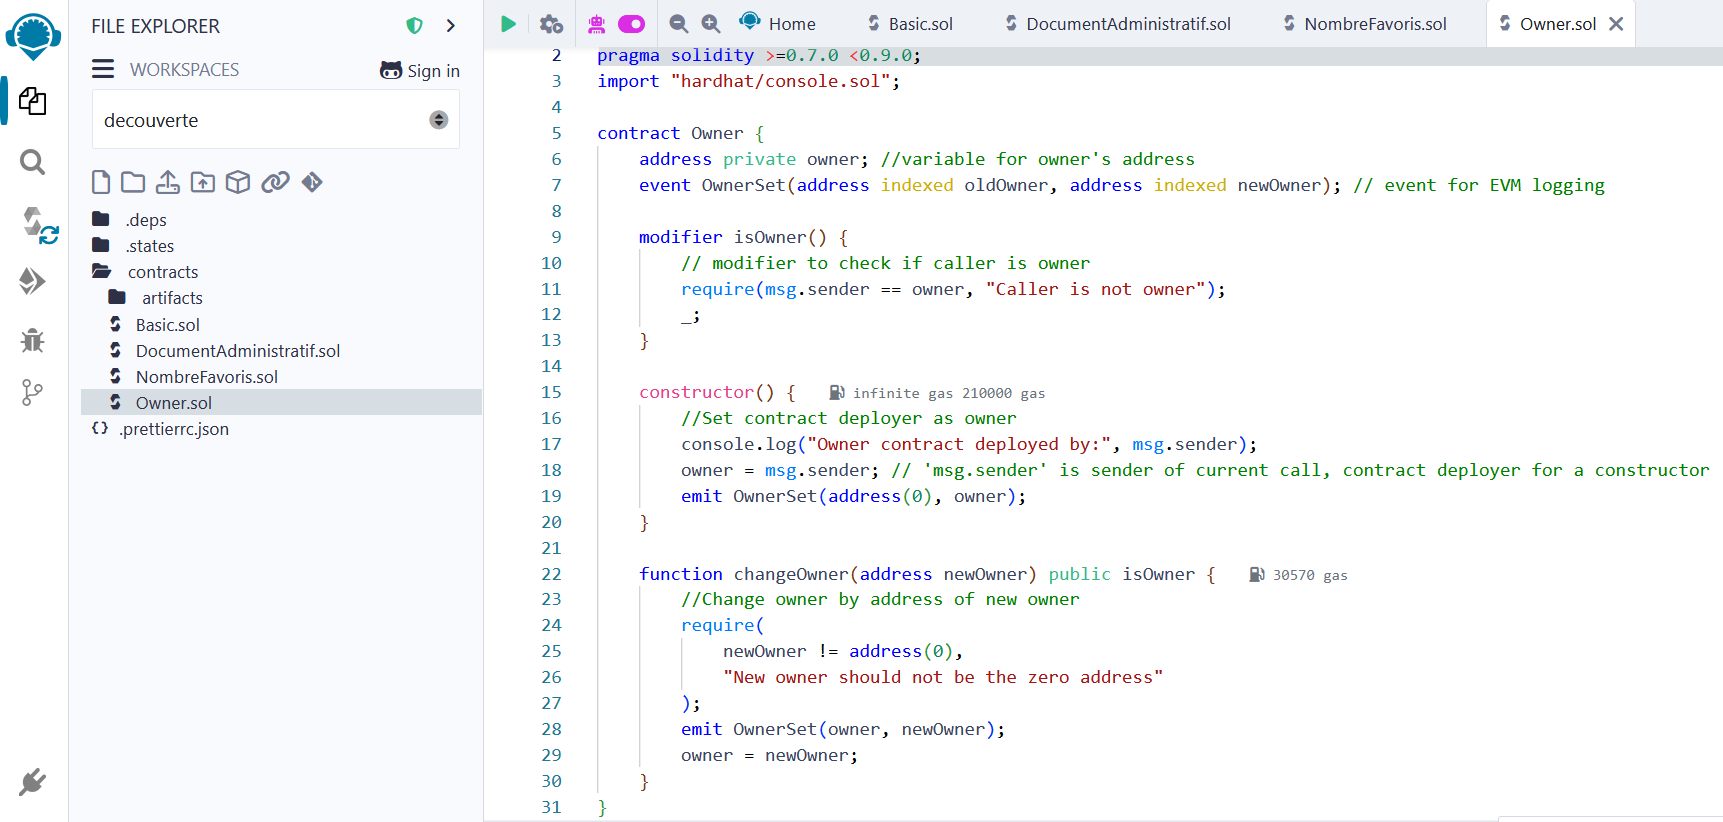 FILE EXPLORER
WORKSPACES
Sign in
decouverte
.deps
.states
contracts
artifacts
Basic.sol
DocumentAdministratif.sol
NombreFavoris.sol
Owner.sol
{} .prettierrc.json
Home Basic.sol DocumentAdministratif.sol NombreFavoris.sol Owner.sol
2 pragma solidity >=0.7.0 <0.9.0;
3 import "hardhat/console.sol";
4
5 contract Owner {
6 address private owner; //variable for owner's address
7 event OwnerSet(address indexed oldOwner, address indexed newOwner); // event for EVM logging
8
9 modifier isOwner() {
10 // modifier to check if caller is owner
11 require(msg.sender == owner, "Caller is not owner");
12 _;
13 }
14
15 constructor() { infinite gas 210000 gas
16 //Set contract deployer as owner
17 console.log("Owner contract deployed by:", msg.sender);
18 owner = msg.sender; // 'msg.sender' is sender of current call, contract deployer for a constructor
19 emit OwnerSet(address(0), owner);
20 }
21
22 function changeOwner(address newOwner) public isOwner { 30570 gas
23 //Change owner by address of new owner
24 require(
25 newOwner != address(0),
26 "New owner should not be the zero address"
27 );
28 emit OwnerSet(owner, newOwner);
29 owner = newOwner;
30 }
31 }